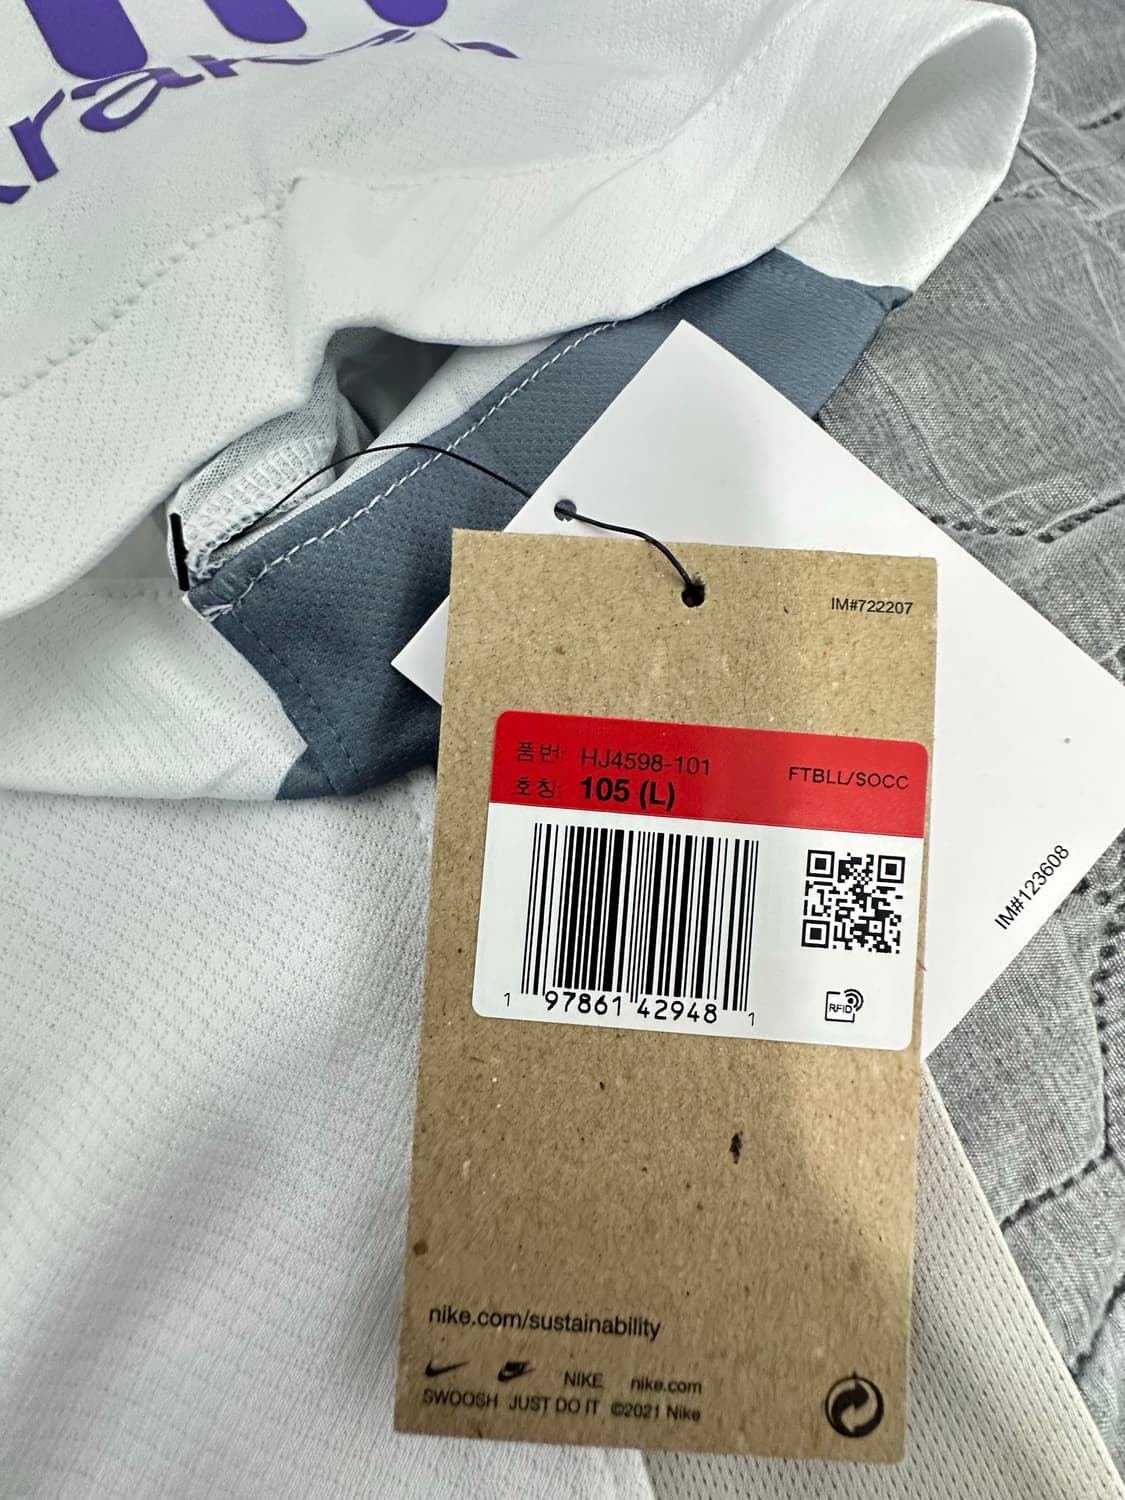 kraken
IM#722207
품번: HJ4598-101
호칭: 105 (L)
FTBLL/SOCC
1 97861 42948 1
RFID
IM#123608
nike.com/sustainability
NIKE nike.com
SWOOSH JUST DO IT ©2021 Nike